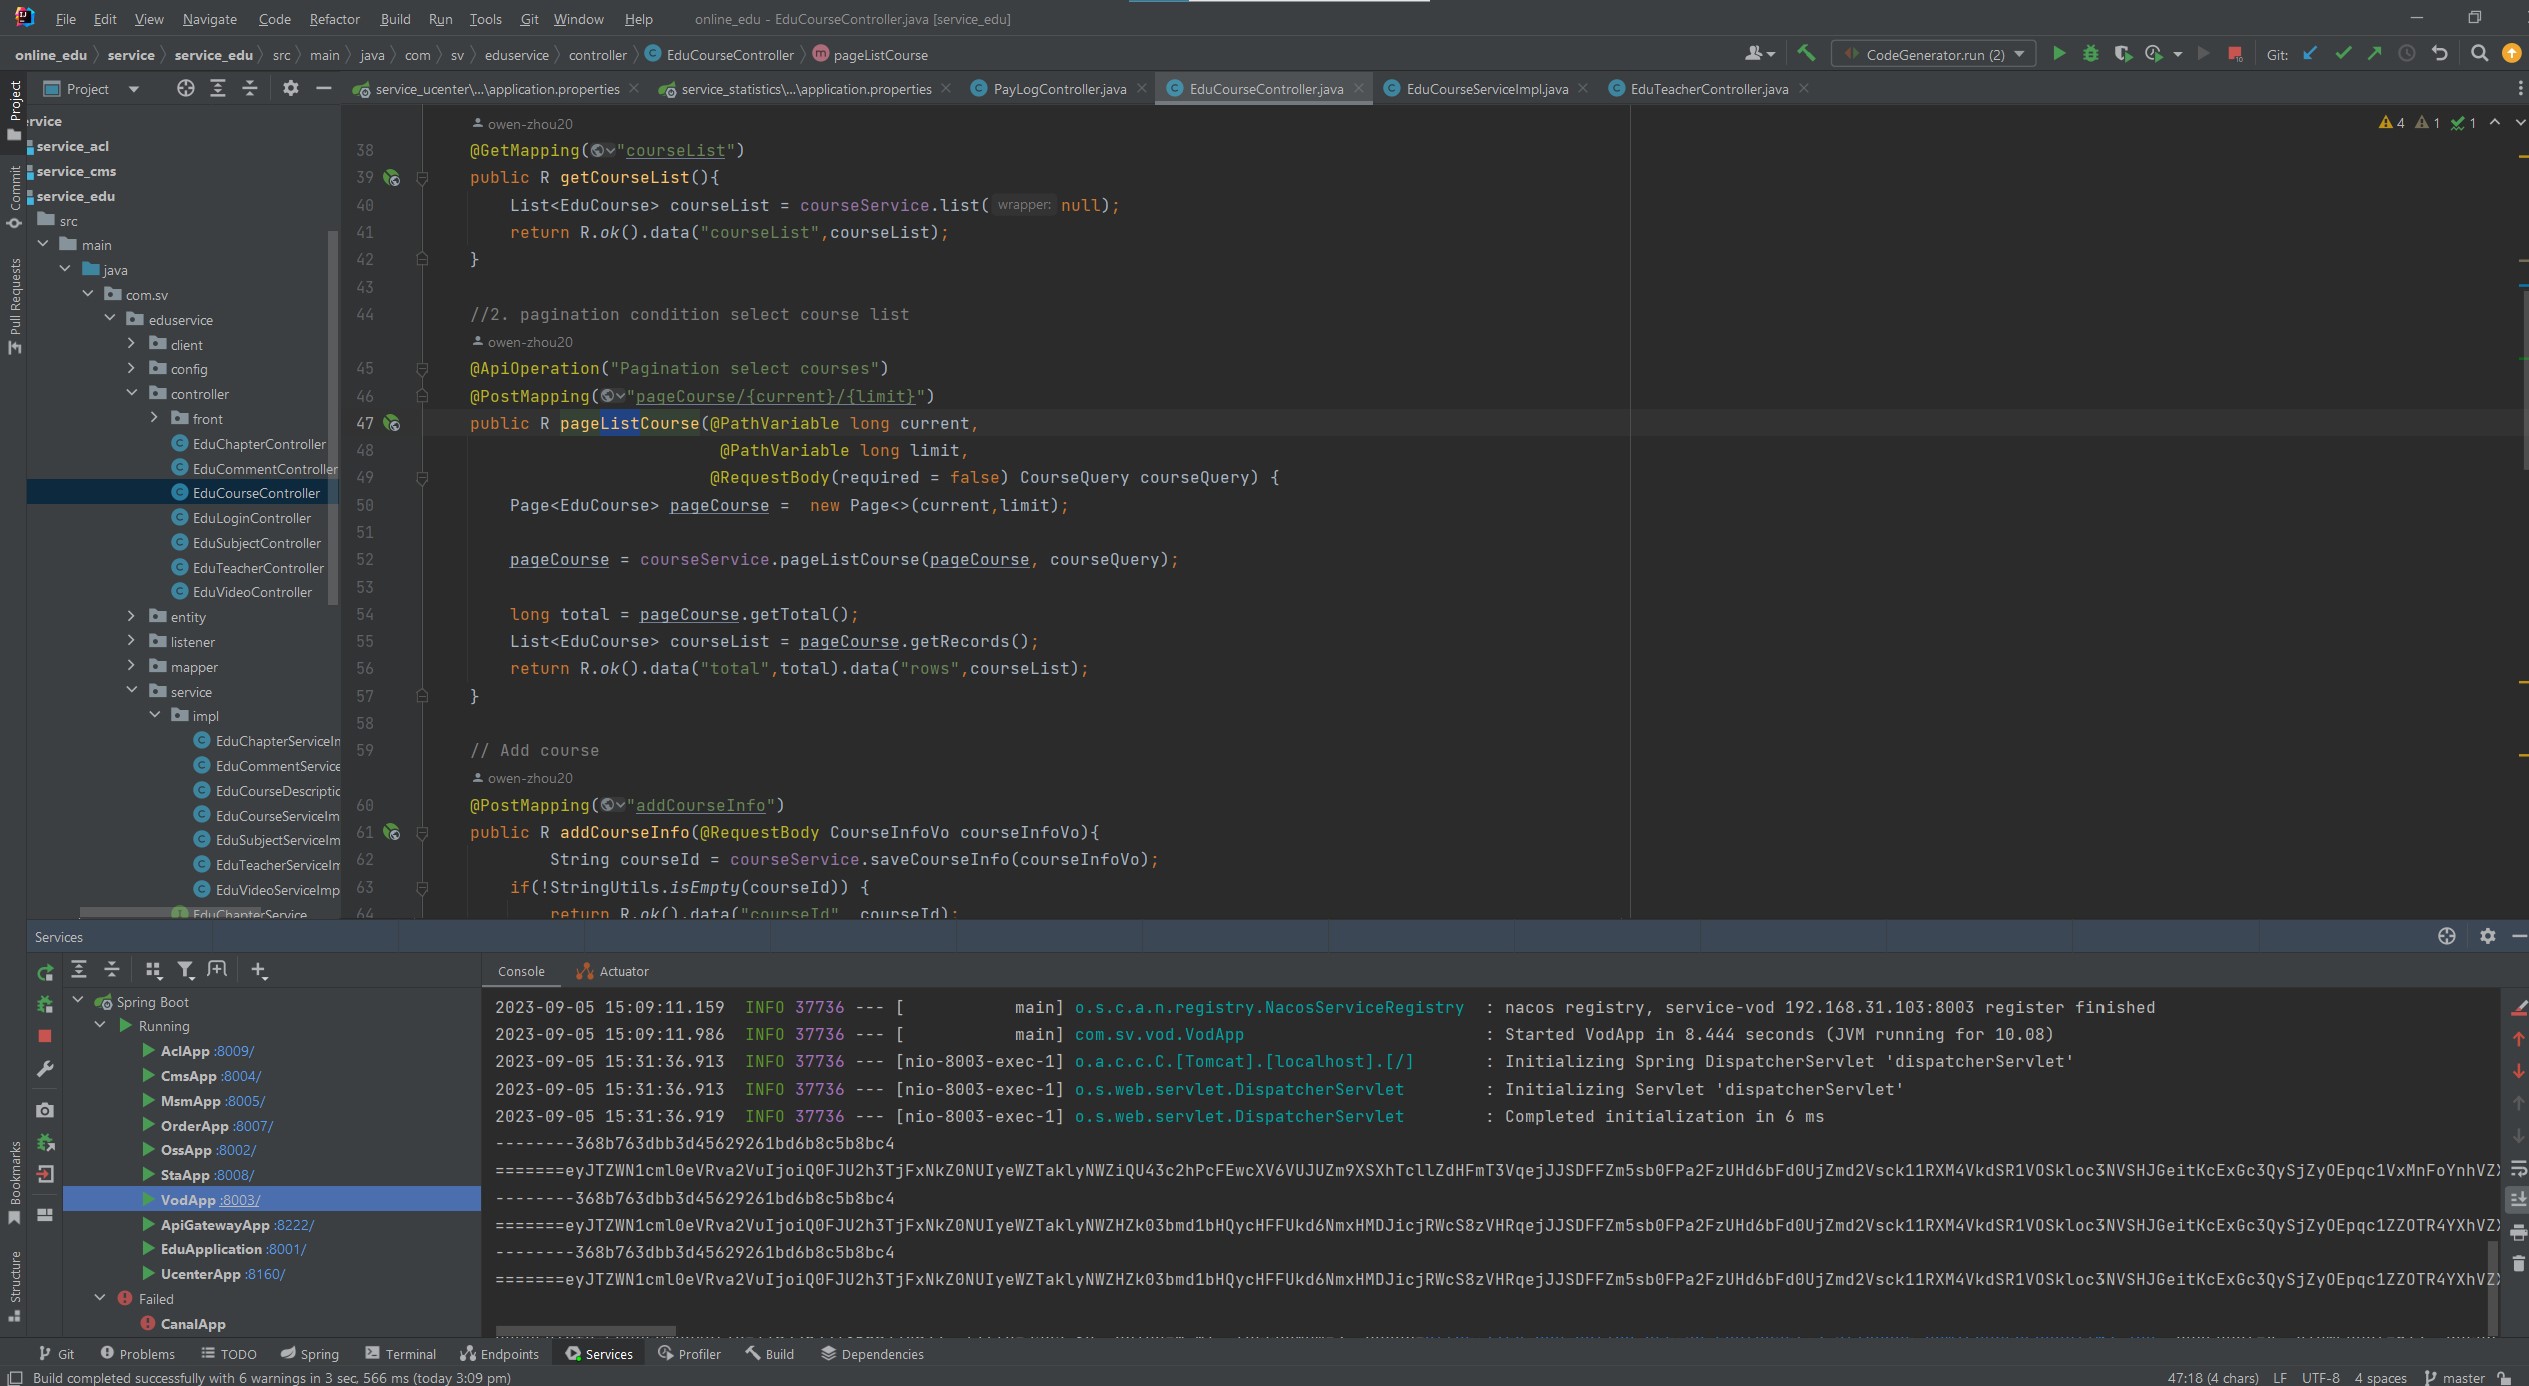 File Edit View Navigate Code Refactor Build Run Tools Git Window Help online_edu - EduCourseController.java [service_edu]
online_edu service service_edu src main java com sv eduservice controller EduCourseController pageListCourse CodeGenerator.run (2) Git:
Project service_ucenter\...\application.properties service_statistics\...\application.properties PayLogController.java EduCourseController.java EduCourseServiceImpl.java EduTeacherController.java
Project
Commit
Pull Requests
Bookmarks
Structure
rvice
service_acl
service_cms
service_edu
src
main
java
com.sv
eduservice
client
config
controller
front
EduChapterController
EduCommentController
EduCourseController
EduLoginController
EduSubjectController
EduTeacherController
EduVideoController
entity
listener
mapper
service
impl
EduChapterServiceIn
EduCommentService
EduCourseDescriptic
EduCourseServiceIm
EduSubjectServiceIm
EduTeacherServiceIm
EduVideoServiceImp
EduChapterService
4 1 1
owen-zhou20
38 @GetMapping("courseList")
39 public R getCourseList(){
40 List<EduCourse> courseList = courseService.list( wrapper: null);
41 return R.ok().data("courseList",courseList);
42 }
43
44 //2. pagination condition select course list
owen-zhou20
45 @ApiOperation("Pagination select courses")
46 @PostMapping("pageCourse/{current}/{limit}")
47 public R pageListCourse(@PathVariable long current,
48 @PathVariable long limit,
49 @RequestBody(required = false) CourseQuery courseQuery) {
50 Page<EduCourse> pageCourse =  new Page<>(current,limit);
51
52 pageCourse = courseService.pageListCourse(pageCourse, courseQuery);
53
54 long total = pageCourse.getTotal();
55 List<EduCourse> courseList = pageCourse.getRecords();
56 return R.ok().data("total",total).data("rows",courseList);
57 }
58
59 // Add course
owen-zhou20
60 @PostMapping("addCourseInfo")
61 public R addCourseInfo(@RequestBody CourseInfoVo courseInfoVo){
62 String courseId = courseService.saveCourseInfo(courseInfoVo);
63 if(!StringUtils.isEmpty(courseId)) {
64 return R.ok().data("courseId", courseId);
Services
Spring Boot
Running
AclApp :8009/
CmsApp :8004/
MsmApp :8005/
OrderApp :8007/
OssApp :8002/
StaApp :8008/
VodApp :8003/
ApiGatewayApp :8222/
EduApplication :8001/
UcenterApp :8160/
Failed
CanalApp
Console Actuator
2023-09-05 15:09:11.159  INFO 37736 --- [           main] o.s.c.a.n.registry.NacosServiceRegistry  : nacos registry, service-vod 192.168.31.103:8003 register finished
2023-09-05 15:09:11.986  INFO 37736 --- [           main] com.sv.vod.VodApp                        : Started VodApp in 8.444 seconds (JVM running for 10.08)
2023-09-05 15:31:36.913  INFO 37736 --- [nio-8003-exec-1] o.a.c.c.C.[Tomcat].[localhost].[/]       : Initializing Spring DispatcherServlet 'dispatcherServlet'
2023-09-05 15:31:36.913  INFO 37736 --- [nio-8003-exec-1] o.s.web.servlet.DispatcherServlet        : Initializing Servlet 'dispatcherServlet'
2023-09-05 15:31:36.919  INFO 37736 --- [nio-8003-exec-1] o.s.web.servlet.DispatcherServlet        : Completed initialization in 6 ms
--------368b763dbb3d45629261bd6b8c5b8bc4
--------368b763dbb3d45629261bd6b8c5b8bc4
--------368b763dbb3d45629261bd6b8c5b8bc4
Git Problems TODO Spring Terminal Endpoints Services Profiler Build Dependencies
Build completed successfully with 6 warnings in 3 sec, 566 ms (today 3:09 pm) 47:18 (4 chars) LF UTF-8 4 spaces master